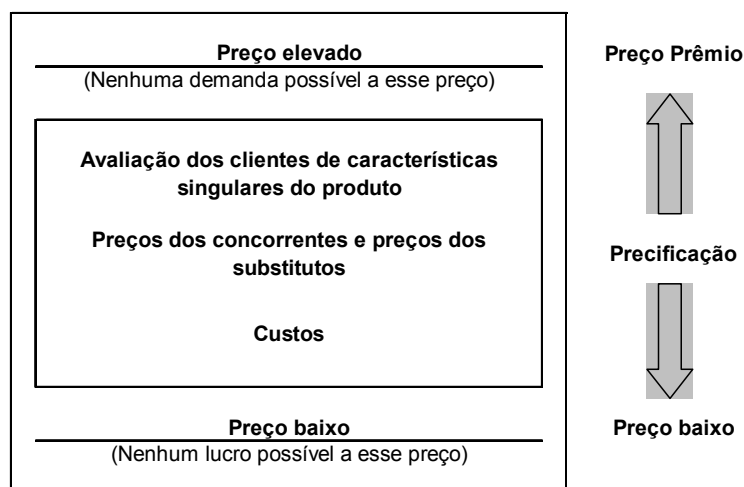 Preço elevado
(Nenhuma demanda possível a esse preço)
Avaliação dos clientes de características
singulares do produto
Preços dos concorrentes e preços dos
substitutos
Custos
Preço baixo
(Nenhum lucro possível a esse preço)
Preço Prêmio
Precificação
Preço baixo